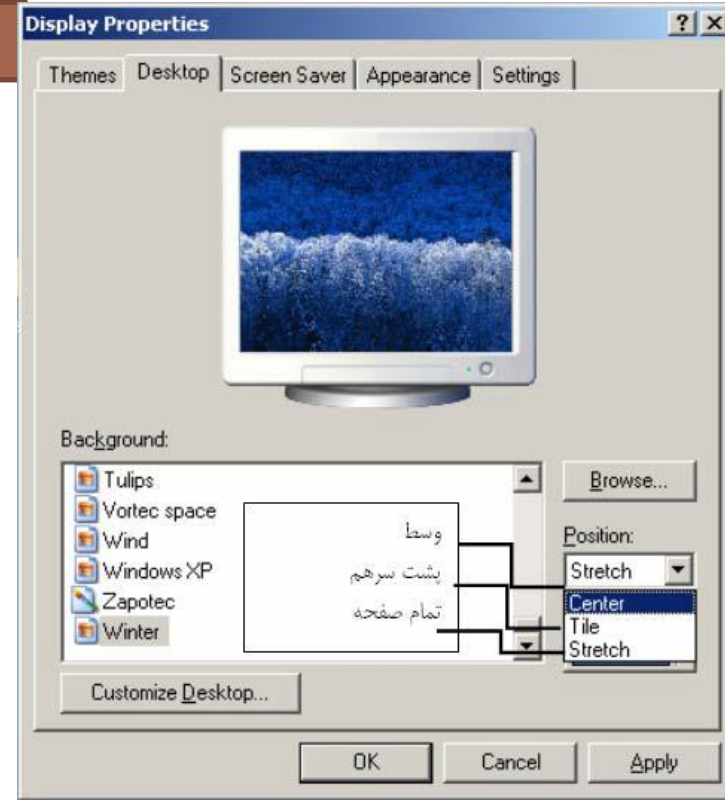 Display Properties
Themes Desktop Screen Saver Appearance Settings
Background:
Tulips
Vortec space
Wind
Windows XP
Zapotec
Winter
وسط
پشت سرهم
تمام صفحه
Browse...
Position:
Stretch
Center
Tile
Stretch
Customize Desktop...
OK Cancel Apply